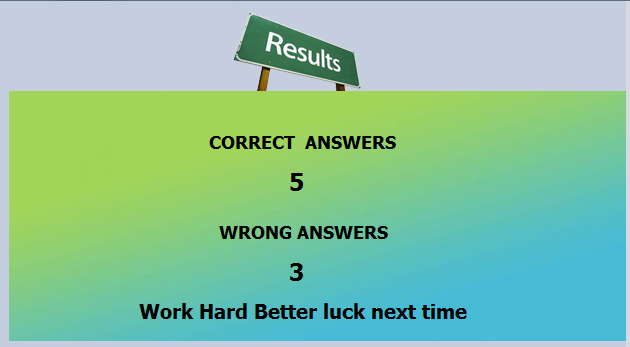 Results
CORRECT ANSWERS
5
WRONG ANSWERS
3
Work Hard Better luck next time